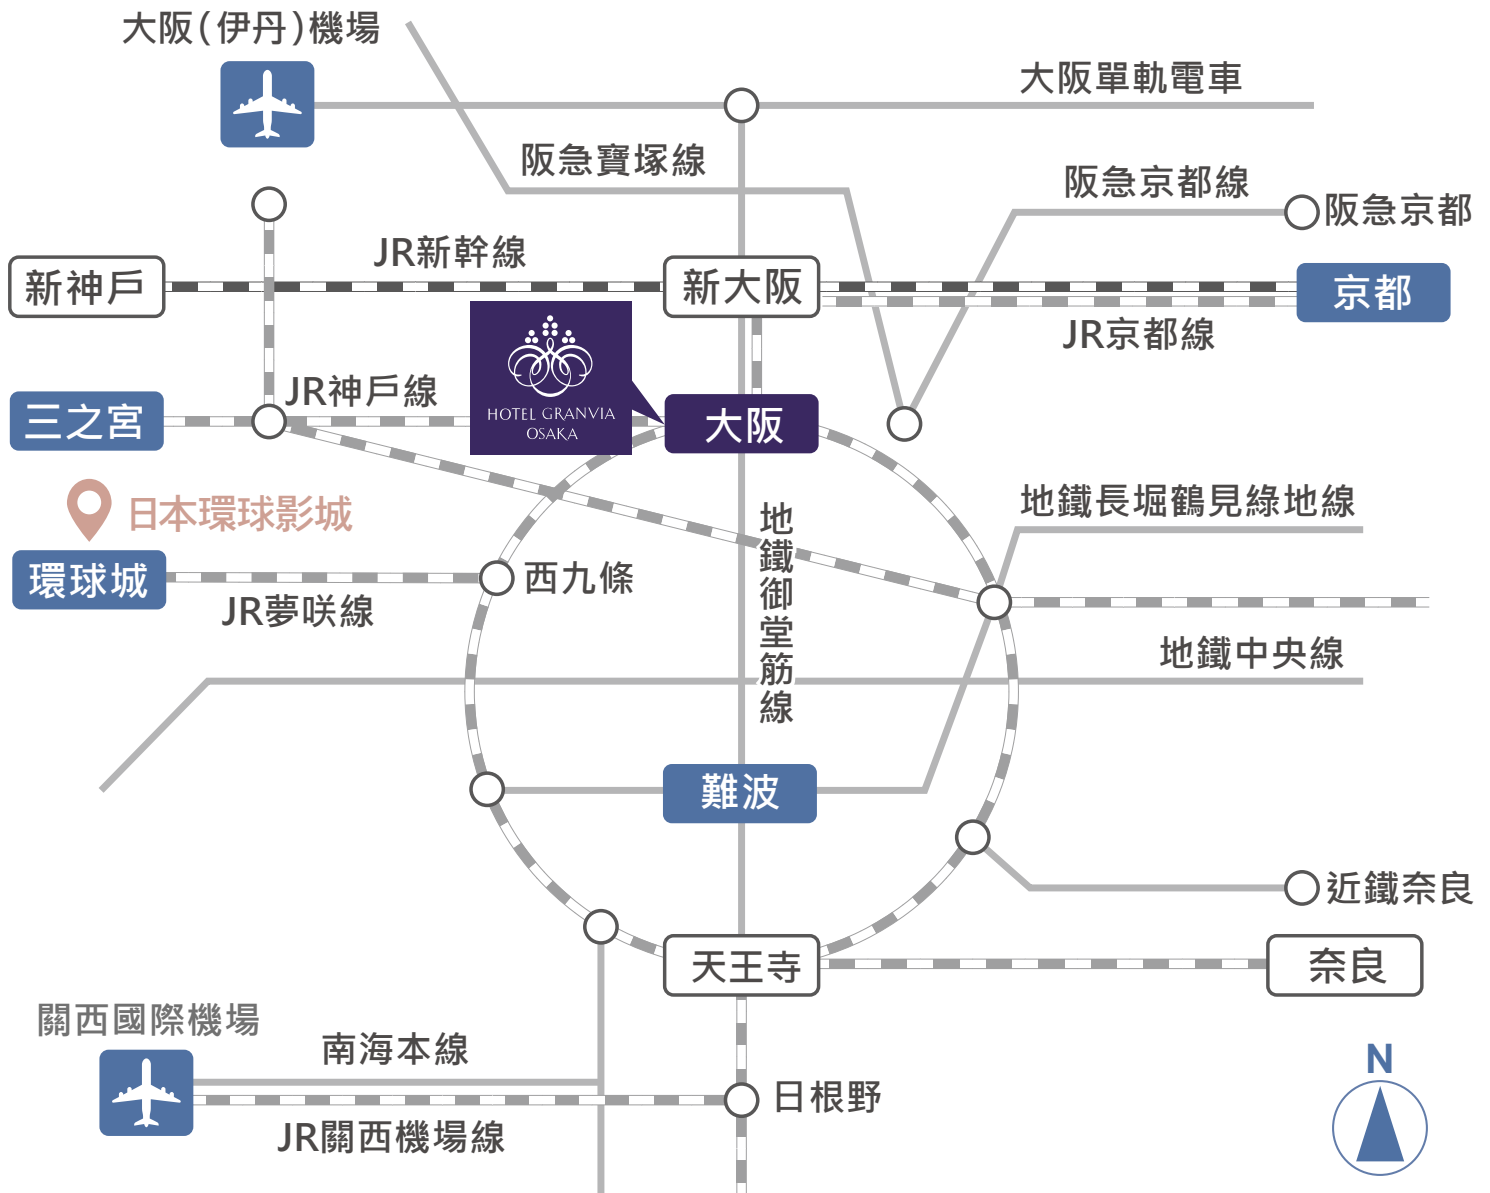 大阪(伊丹)機場
大阪單軌電車
阪急寶塚線
阪急京都線
阪急京都
JR新幹線
新神戶
新大阪
京都
JR京都線
JR神戶線
三之宮
HOTEL GRANVIA
OSAKA
大阪
日本環球影城
地鐵長堀鶴見綠地線
地鐵御堂筋線
環球城
西九條
JR夢咲線
地鐵中央線
難波
近鐵奈良
天王寺
奈良
關西國際機場
南海本線
日根野
JR關西機場線
N